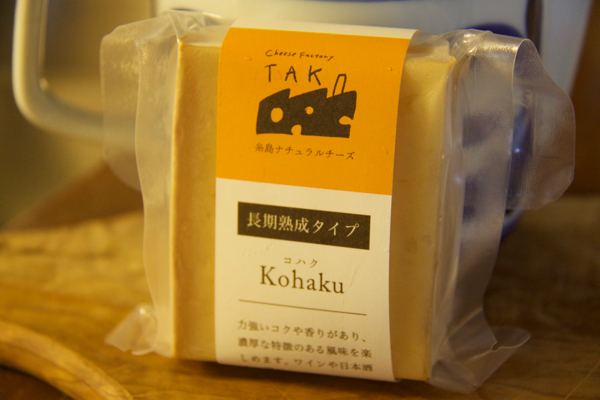 Cheese Factory
TAK
糸島ナチュラルチーズ
長期熟成タイプ
コハク
Kohaku
力強いコクや香りがあり、
濃厚な特徴のある風味を楽
しめます。ワインや日本酒